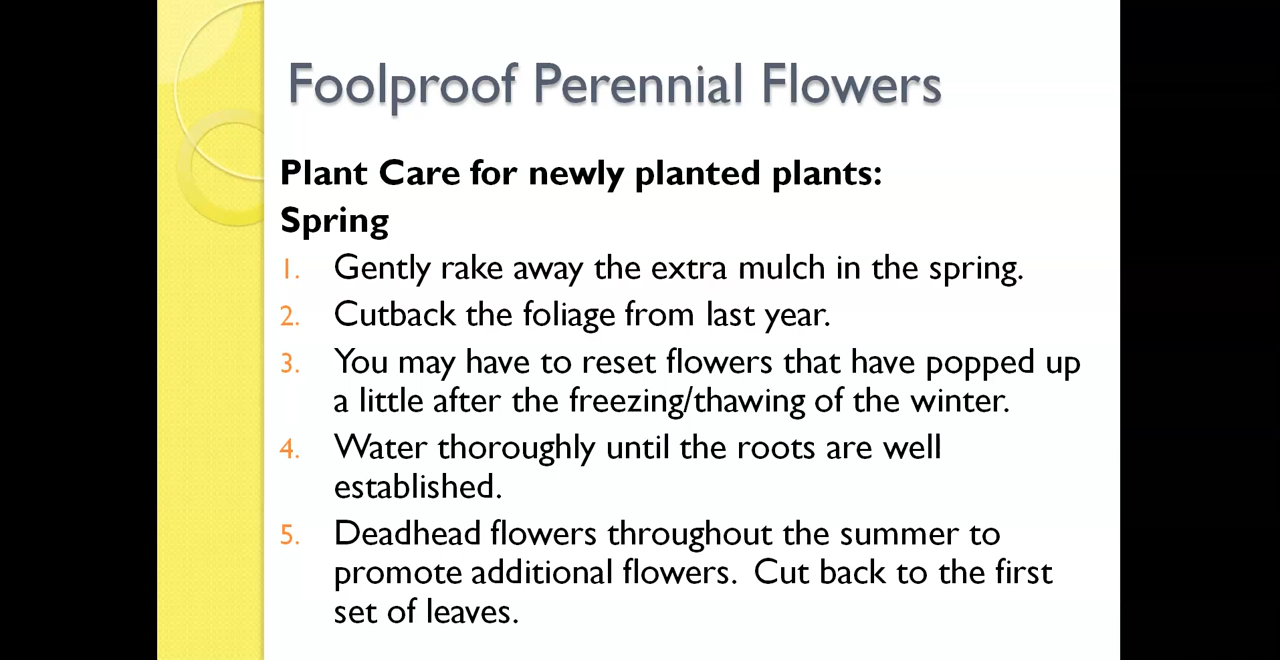 Foolproof Perennial Flowers
Plant Care for newly planted plants:
Spring
1. Gently rake away the extra mulch in the spring.
2. Cutback the foliage from last year.
3. You may have to reset flowers that have popped up
a little after the freezing/thawing of the winter.
4. Water thoroughly until the roots are well
established.
5. Deadhead flowers throughout the summer to
promote additional flowers.  Cut back to the first
set of leaves.